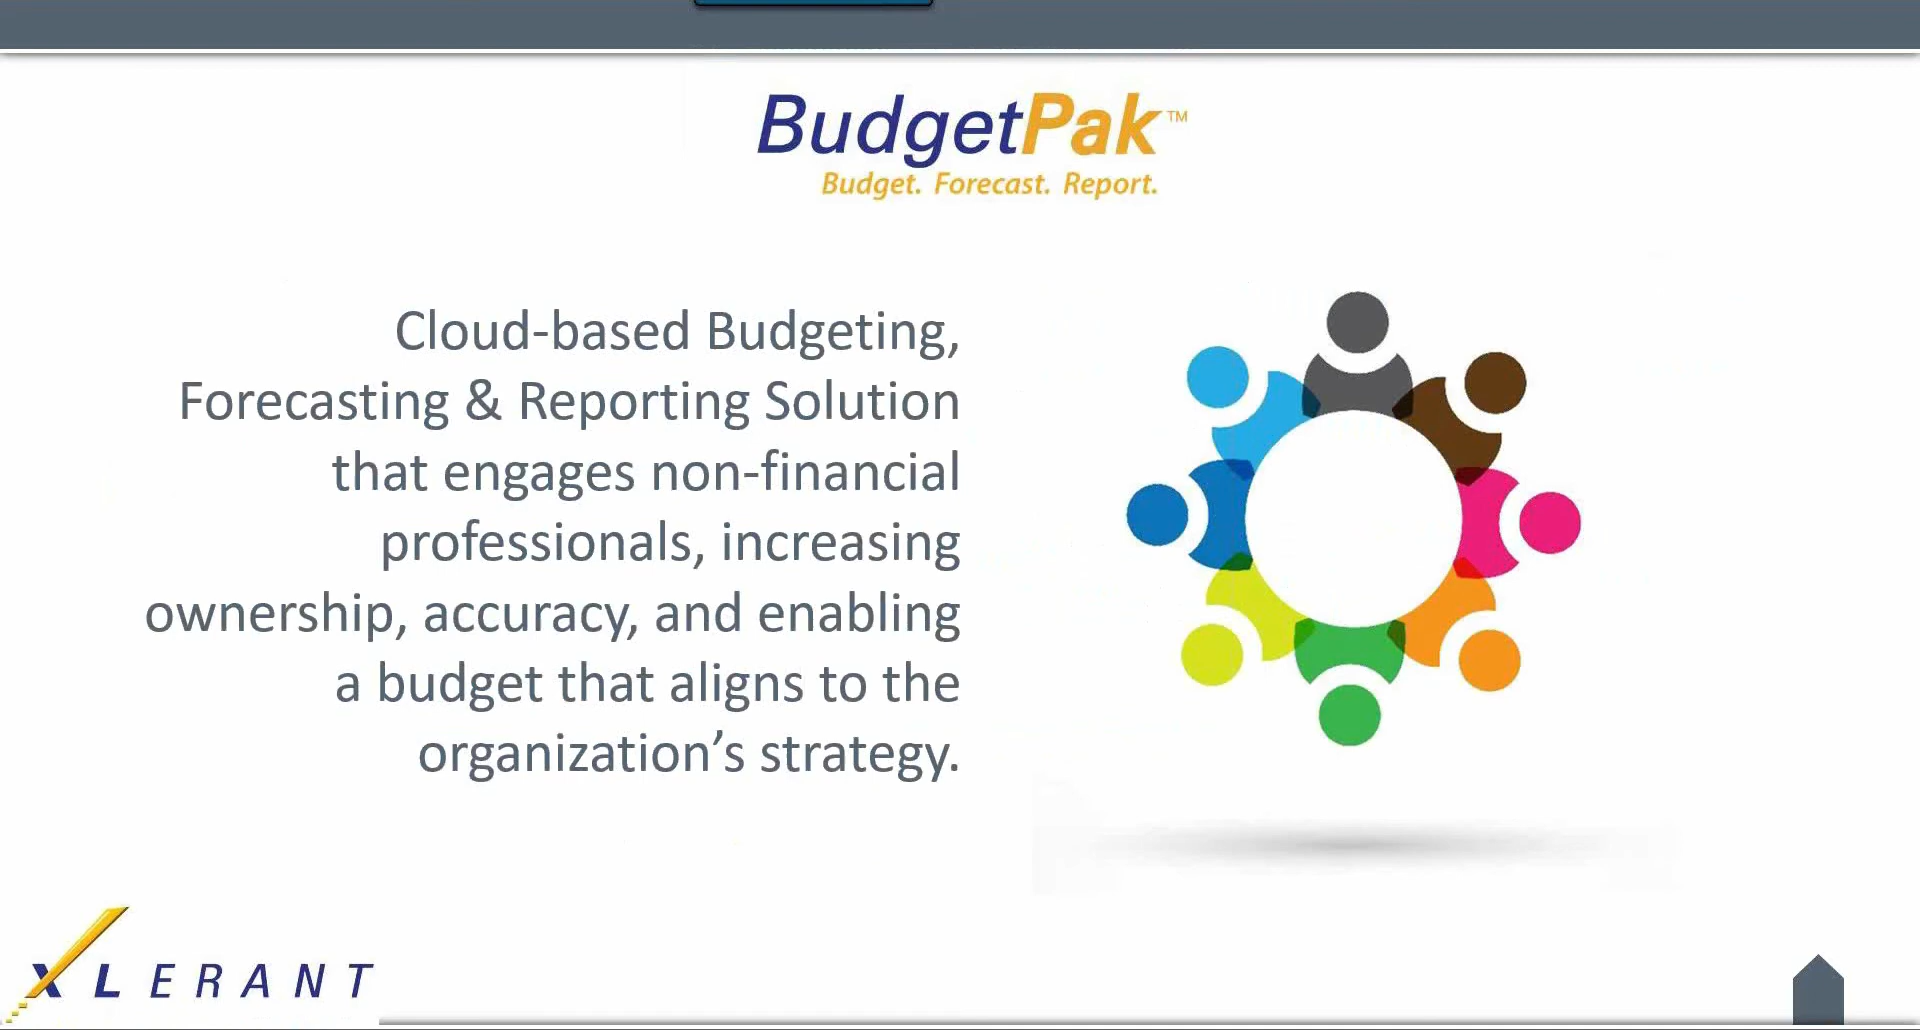 BudgetPak™
Budget. Forecast. Report.
Cloud-based Budgeting,
Forecasting & Reporting Solution
that engages non-financial
professionals, increasing
ownership, accuracy, and enabling
a budget that aligns to the
organization’s strategy.
XLERANT